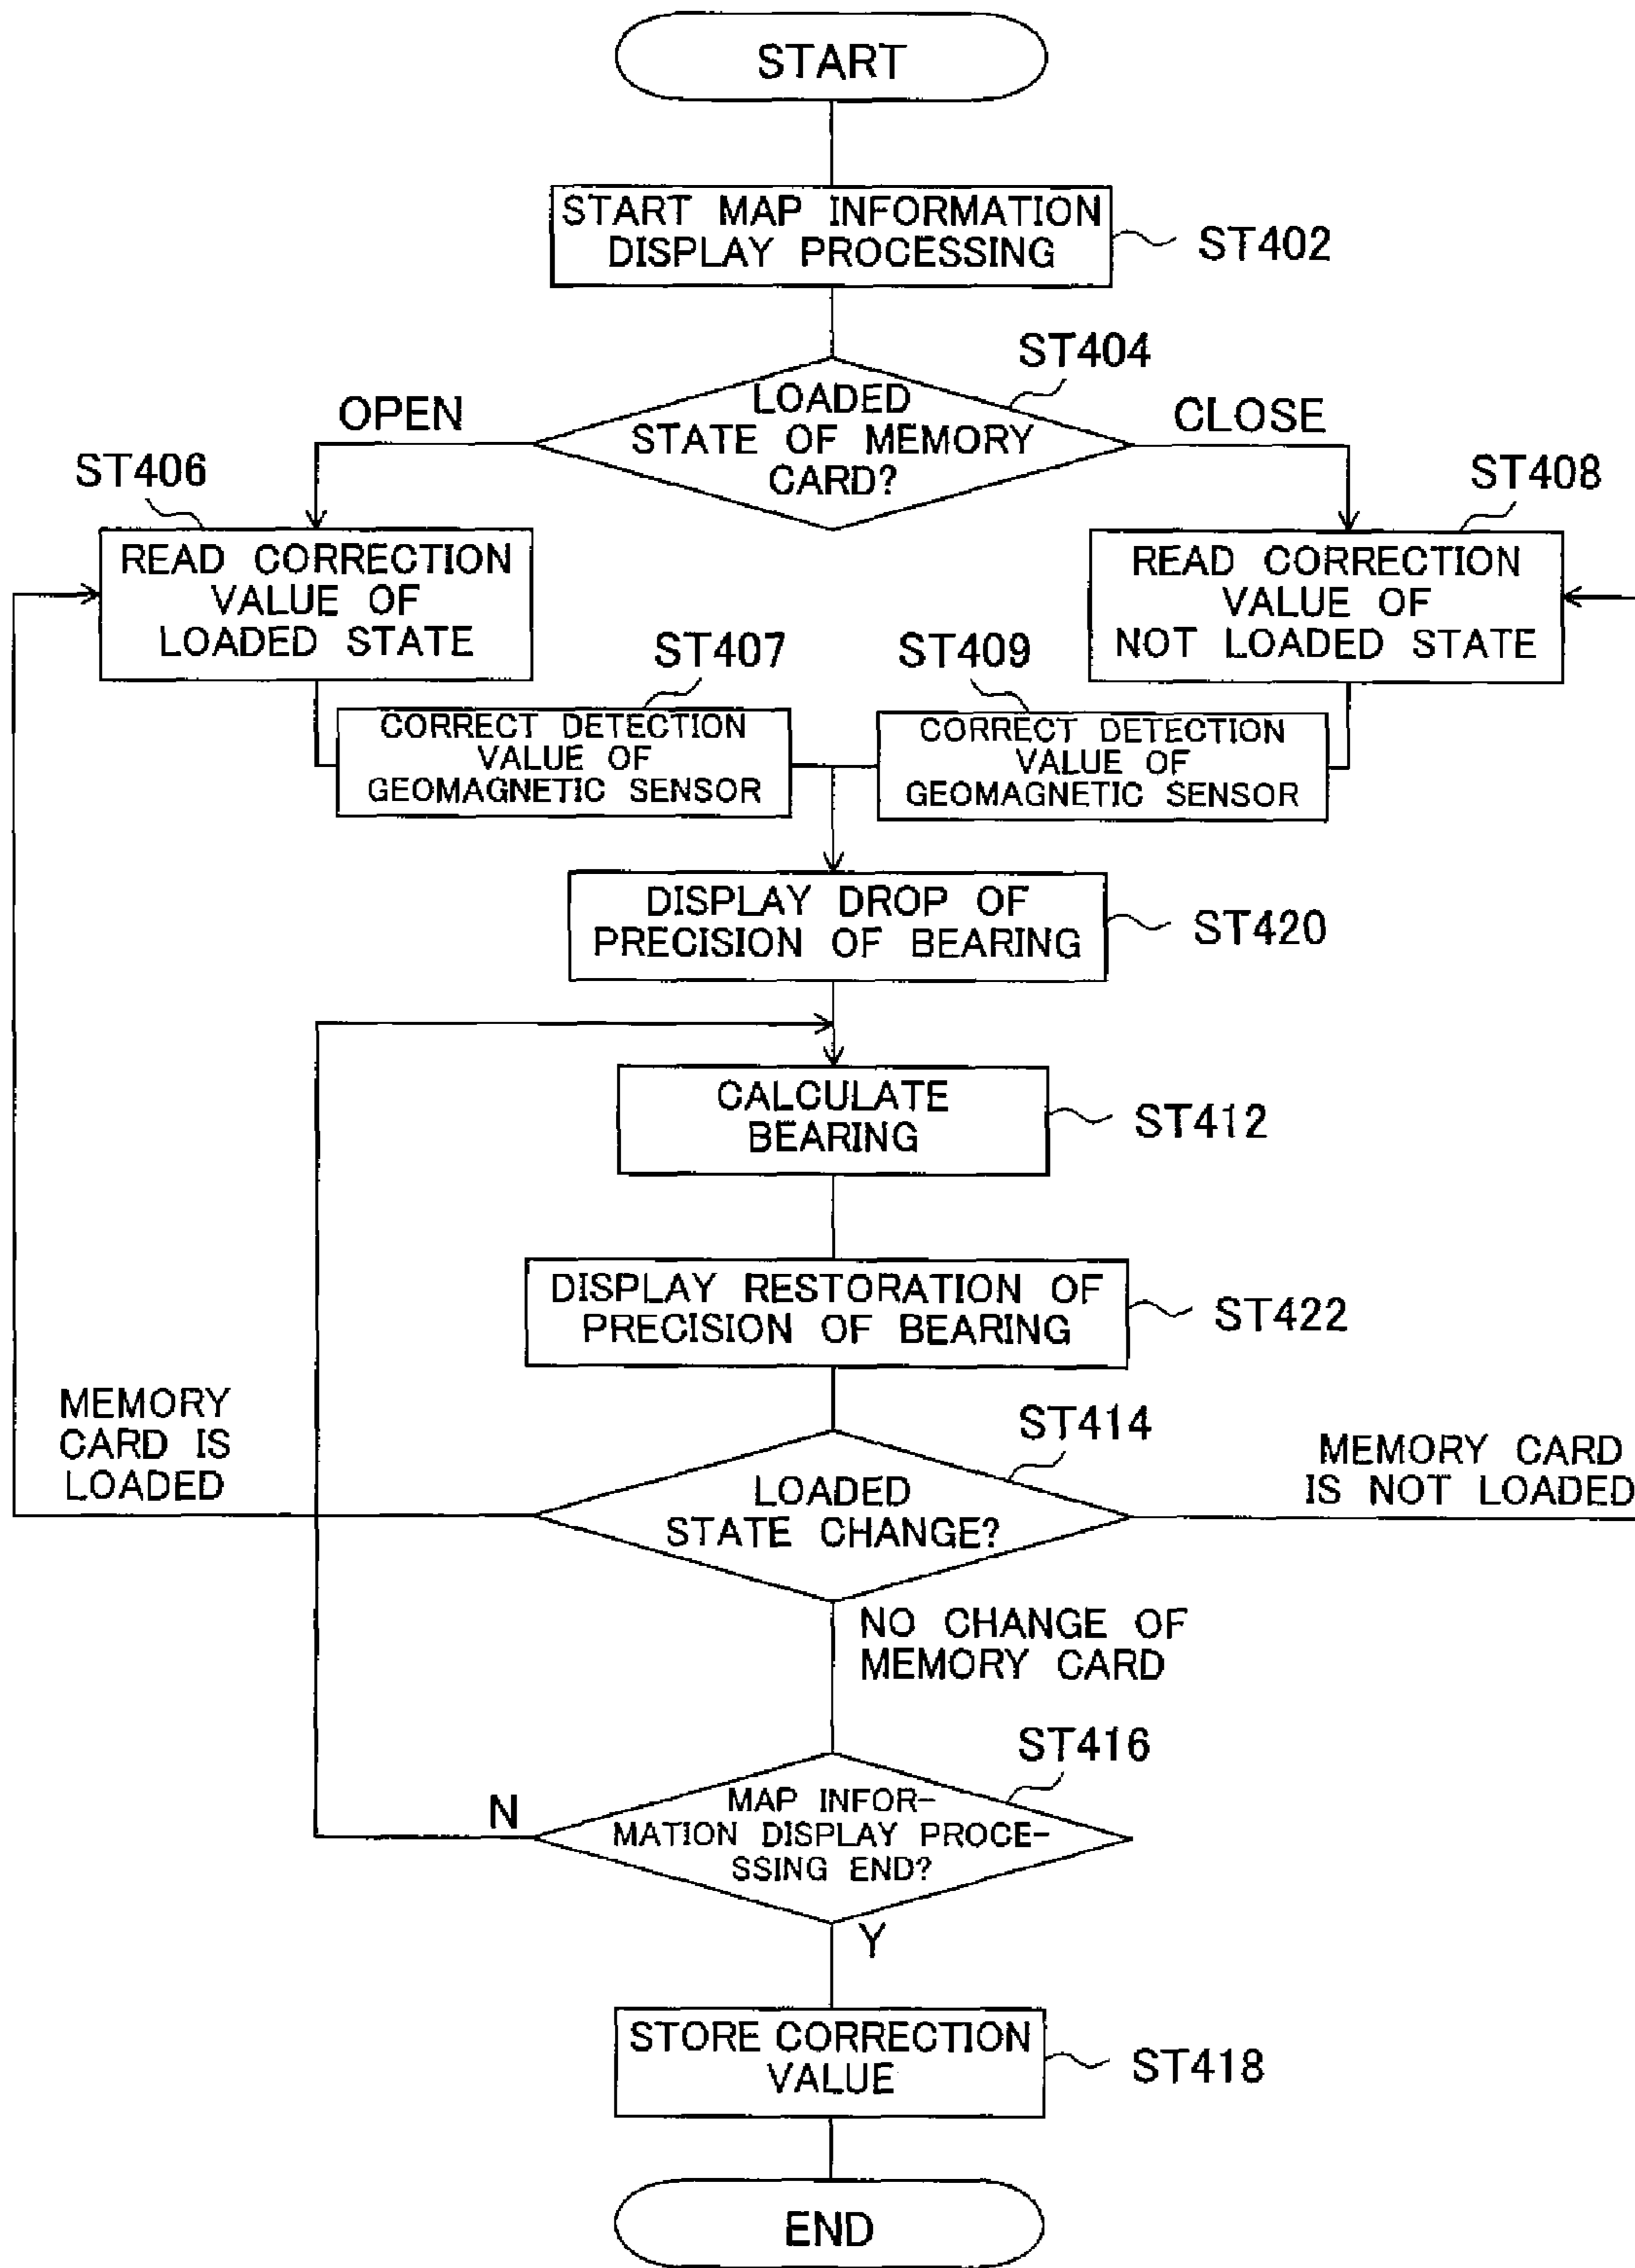 START
START MAP INFORMATION
DISPLAY PROCESSING
ST402
ST404
LOADED
STATE OF MEMORY
CARD?
OPEN
CLOSE
ST406
READ CORRECTION
VALUE OF
LOADED STATE
ST408
READ CORRECTION
VALUE OF
NOT LOADED STATE
ST407
CORRECT DETECTION
VALUE OF
GEOMAGNETIC SENSOR
ST409
CORRECT DETECTION
VALUE OF
GEOMAGNETIC SENSOR
DISPLAY DROP OF
PRECISION OF BEARING
ST420
CALCULATE
BEARING
ST412
DISPLAY RESTORATION OF
PRECISION OF BEARING
ST422
MEMORY
CARD IS
LOADED
ST414
LOADED
STATE CHANGE?
MEMORY CARD
IS NOT LOADED
NO CHANGE OF
MEMORY CARD
ST416
MAP INFOR-
MATION DISPLAY PROCE-
SSING END?
N
Y
STORE CORRECTION
VALUE
ST418
END